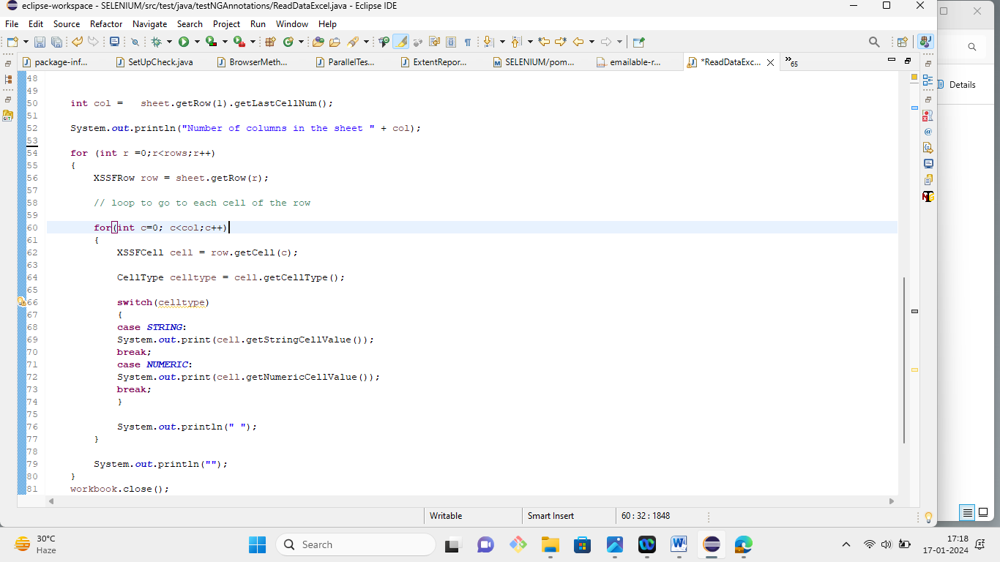 eclipse-workspace - SELENIUM/src/test/java/testNGAnnotations/ReadDataExcel.java - Eclipse IDE
File Edit Source Refactor Navigate Search Project Run Window Help
package-inf... SetUpCheck.java BrowserMeth... ParallelTes... ExtentRepor... SELENIUM/pom... emailable-r... *ReadDataExc... 65
Details
48
49
50 int col = sheet.getRow(1).getLastCellNum();
51
52 System.out.println("Number of columns in the sheet " + col);
53
54 for (int r =0;r<rows;r++)
55 {
56 XSSFRow row = sheet.getRow(r);
57
58 // loop to go to each cell of the row
59
60 for(int c=0; c<col;c++)
61 {
62 XSSFCell cell = row.getCell(c);
63
64 CellType celltype = cell.getCellType();
65
66 switch(celltype)
67 {
68 case STRING:
69 System.out.print(cell.getStringCellValue());
70 break;
71 case NUMERIC:
72 System.out.print(cell.getNumericCellValue());
73 break;
74 }
75
76 System.out.println(" ");
77 }
78
79 System.out.println("");
80 }
81 workbook.close();
Writable Smart Insert 60 : 32 : 1848
30°C
Haze
Search
17:18
17-01-2024